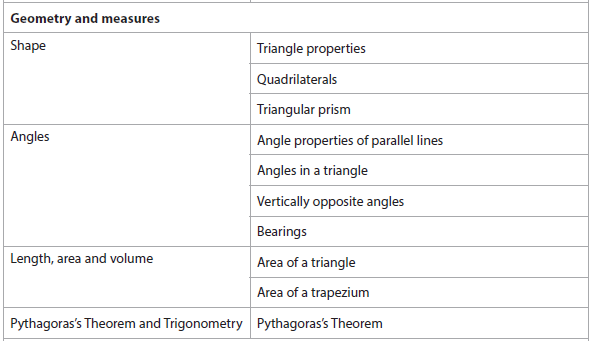 Geometry and measures
Shape
Triangle properties
Quadrilaterals
Triangular prism
Angles
Angle properties of parallel lines
Angles in a triangle
Vertically opposite angles
Bearings
Length, area and volume
Area of a triangle
Area of a trapezium
Pythagoras's Theorem and Trigonometry
Pythagoras's Theorem